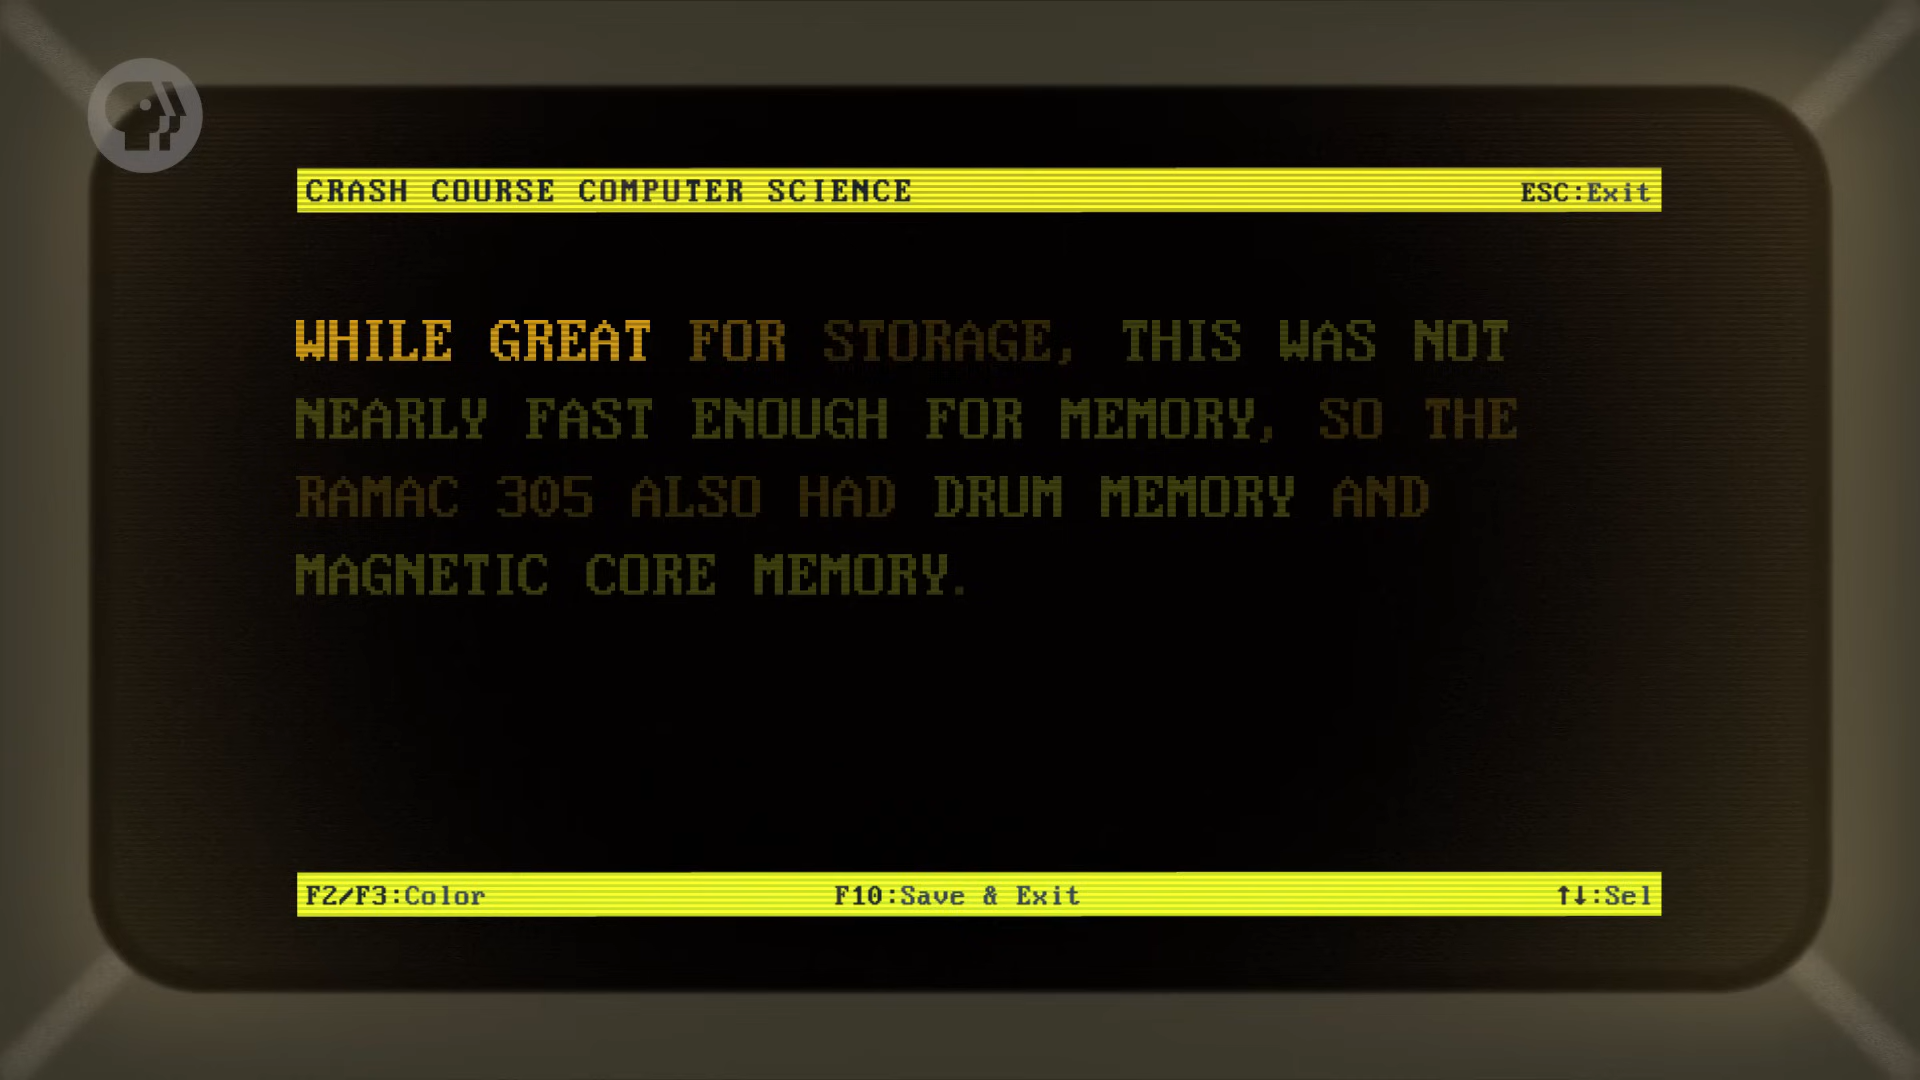 CRASH COURSE COMPUTER SCIENCE ESC:Exit
WHILE GREAT FOR STORAGE, THIS WAS NOT
NEARLY FAST ENOUGH FOR MEMORY, SO THE
RAMAC 305 ALSO HAD DRUM MEMORY AND
MAGNETIC CORE MEMORY.
F2/F3:Color F10:Save & Exit ↑↓:Sel